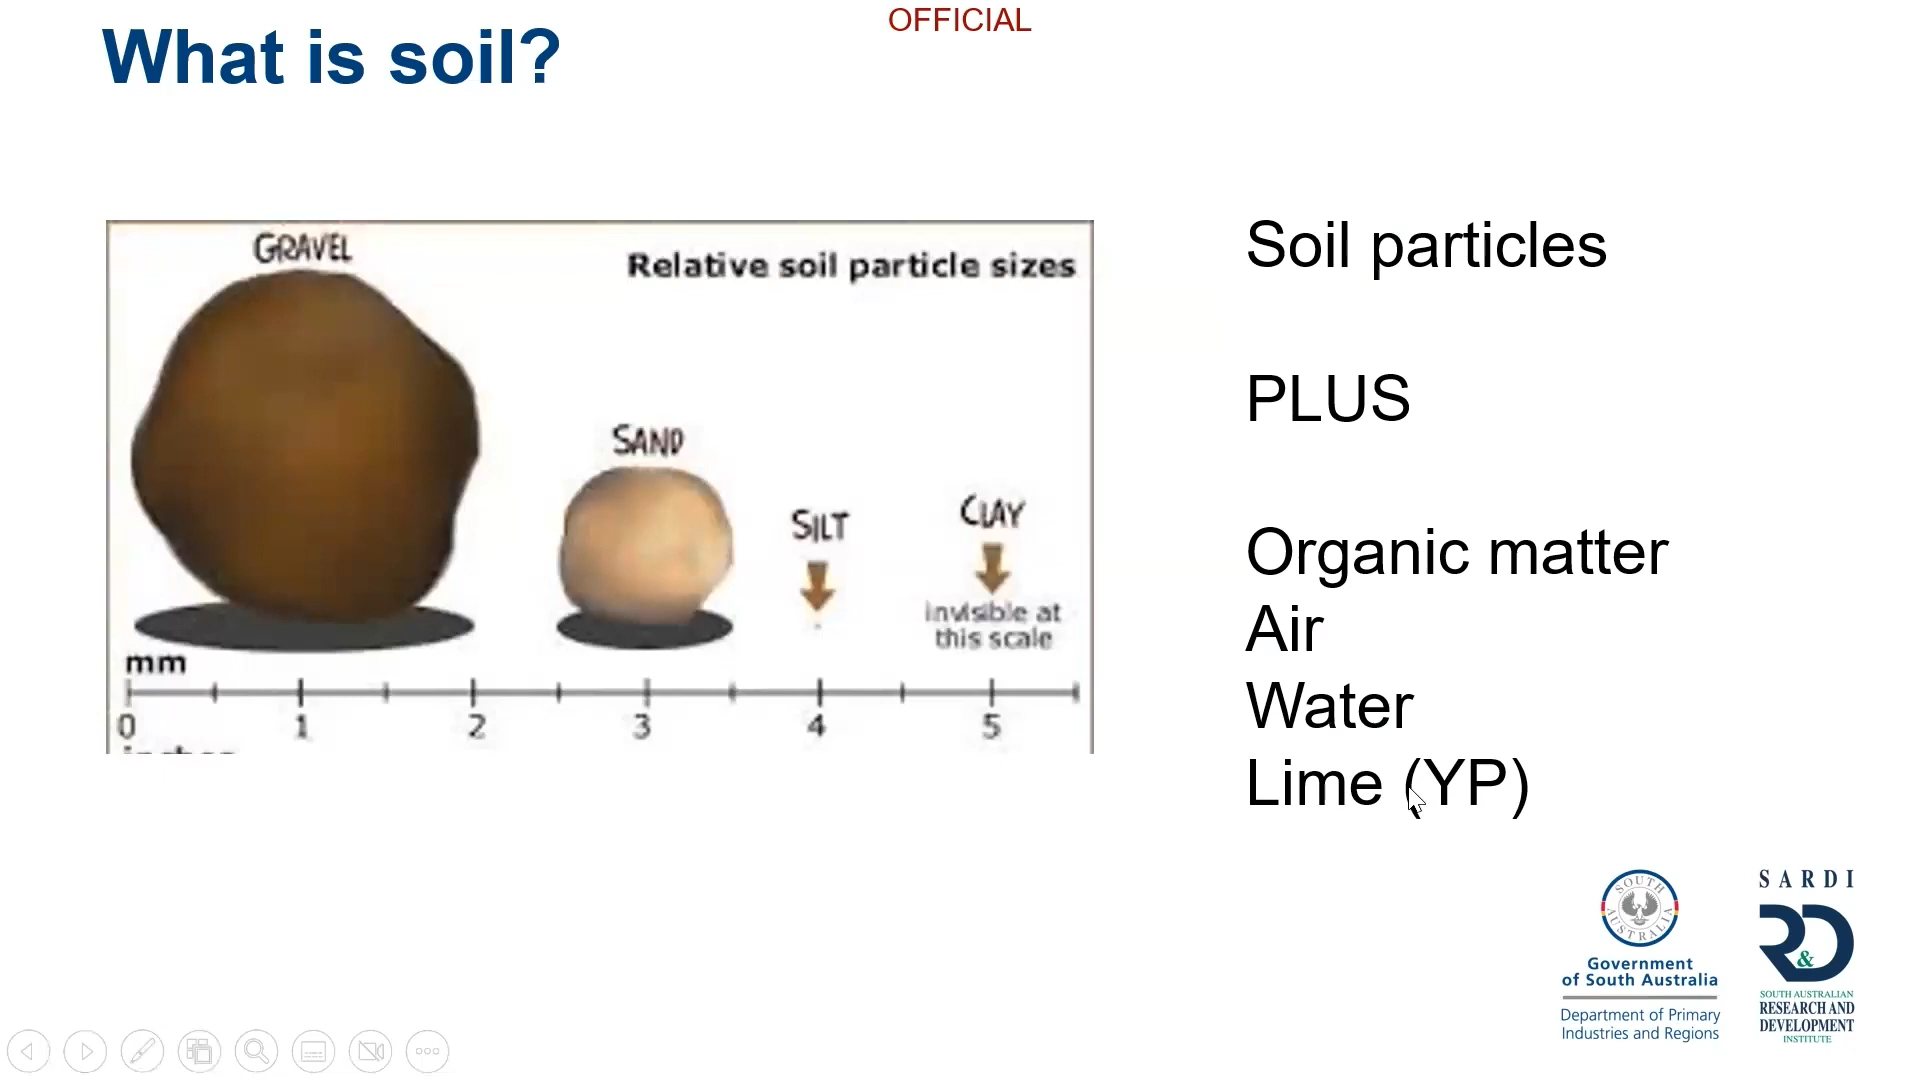 OFFICIAL
What is soil?
GRAVEL
Relative soil particle sizes
SAND
SILT
CLAY
invisible at
this scale
mm
0 1 2 3 4 5
Soil particles
PLUS
Organic matter
Air
Water
Lime (YP)
SOUTH AUSTRALIA
Government
of South Australia
Department of Primary
Industries and Regions
SARDI
R&D
SOUTH AUSTRALIAN
RESEARCH AND
DEVELOPMENT
INSTITUTE